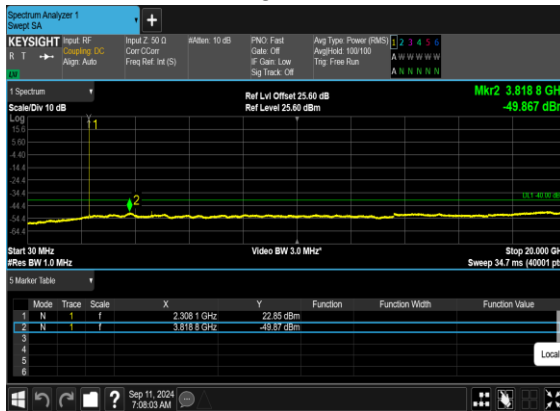 Spectrum Analyzer 1
Swept SA
KEYSIGHT Input: RF Input Z: 50 Ω #Atten: 10 dB PNO: Fast Avg Type: Power (RMS) 1 2 3 4 5 6
R T Coupling: DC Corr CCorr Gate: Off Avg|Hold: 100/100 A W W W W W
Align: Auto Freq Ref: Int (S) IF Gain: Low Trig: Free Run
Sig Track: Off A N N N N N
1 Spectrum Ref Lvl Offset 25.60 dB Mkr2 3.818 8 GH
Scale/Div 10 dB Ref Level 25.60 dBm -49.867 dB
Log
15.6 1
5.60
-4.40
-14.4
-24.4
-34.4 DL1 -40.00 dB
-44.4 2
-54.4
-64.4
Start 30 MHz Video BW 3.0 MHz* Stop 20.000 GH
#Res BW 1.0 MHz Sweep 34.7 ms (40001 pt
5 Marker Table
Mode Trace Scale X Y Function Function Width Function Value
1 N 1 f 2.308 1 GHz 22.85 dBm
2 N 1 f 3.818 8 GHz -49.87 dBm
3
4
5 Local
6
? Sep 11, 2024
7:08:03 AM